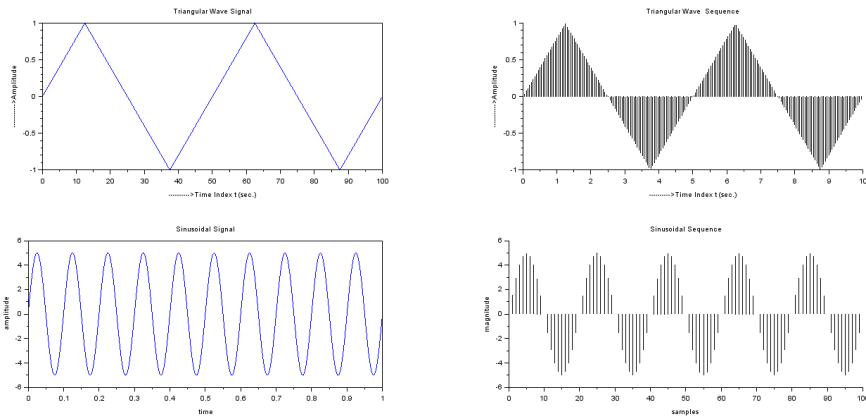 Triangular Wave Signal
--------->Amplitude
1
0.5
0
-0.5
-1
0 10 20 30 40 50 60 70 80 90 100
---------->Time Index t (sec.)
Triangular Wave Sequence
--------->Amplitude
1
0.5
0
-0.5
-1
0 1 2 3 4 5 6 7 8 9 10
---------->Time Index t (sec.)
Sinusoidal Signal
amplitude
6
4
2
0
-2
-4
-6
0 0.1 0.2 0.3 0.4 0.5 0.6 0.7 0.8 0.9 1
time
Sinusoidal Sequence
magnitude
6
4
2
0
-2
-4
-6
0 10 20 30 40 50 60 70 80 90 100
samples